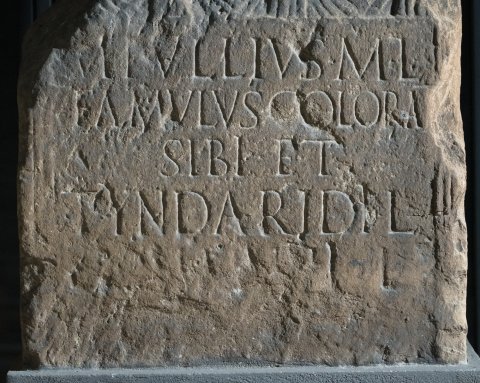 TVLLIVS · M · L
FAMVLVS COLORA
SIBI ET
TYNDARIDI L